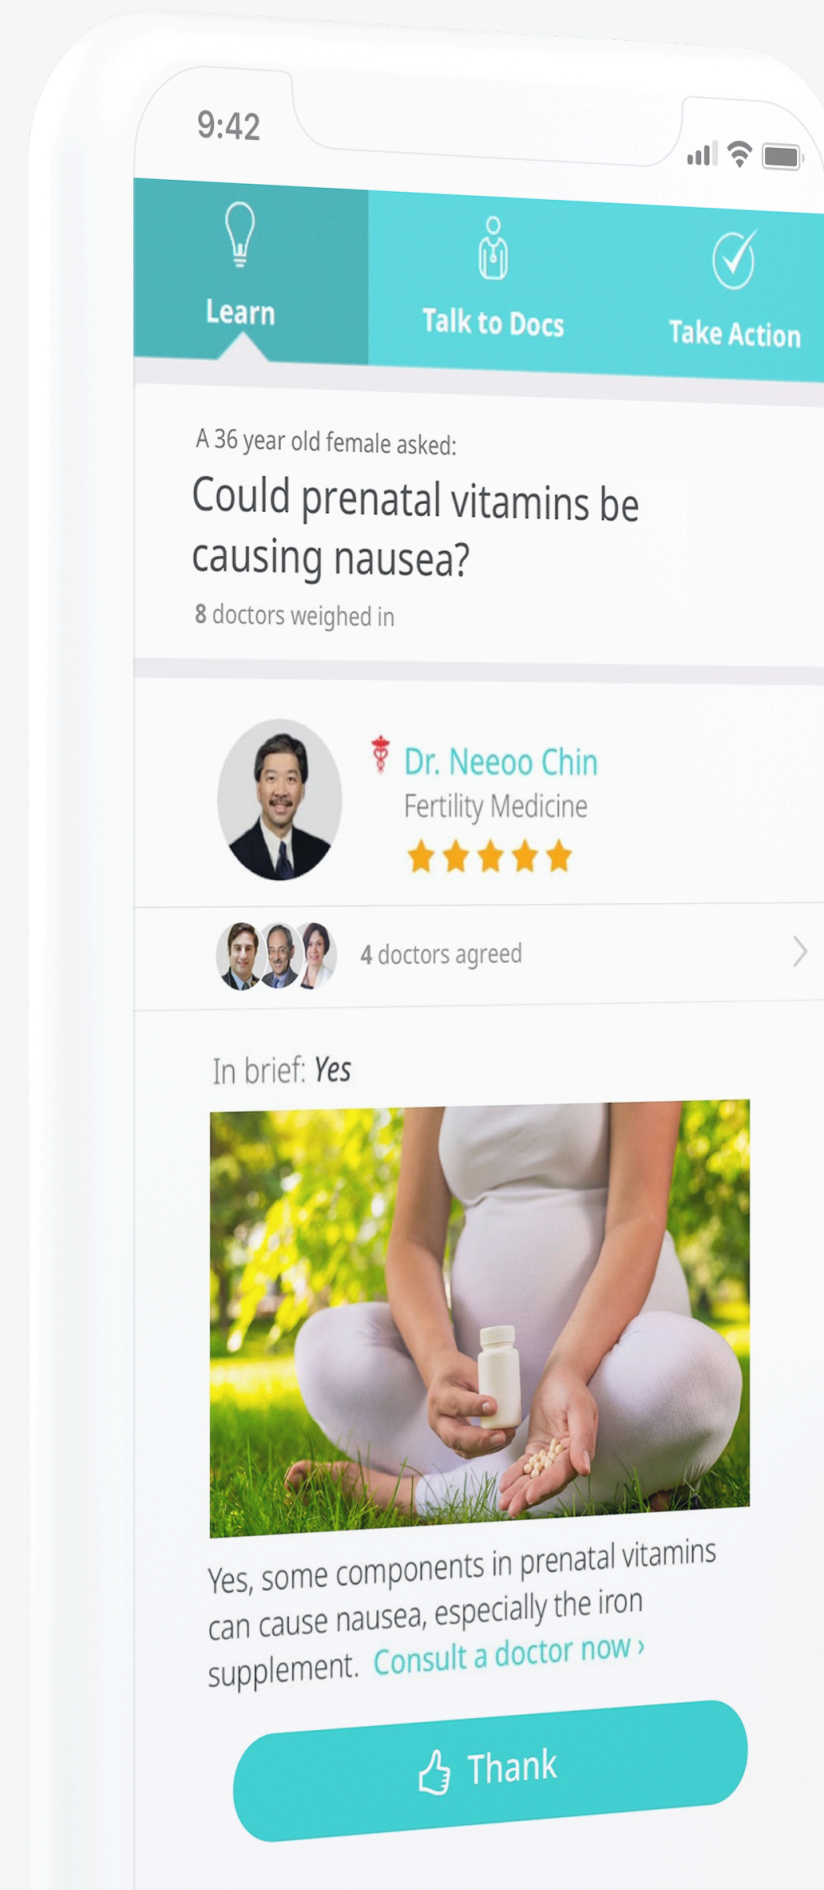 9:42
Learn
Talk to Docs
Take Action
A 36 year old female asked:
Could prenatal vitamins be
causing nausea?
8 doctors weighed in
Dr. Neeoo Chin
Fertility Medicine
4 doctors agreed
In brief: Yes
Yes, some components in prenatal vitamins
can cause nausea, especially the iron
supplement. Consult a doctor now ›
Thank